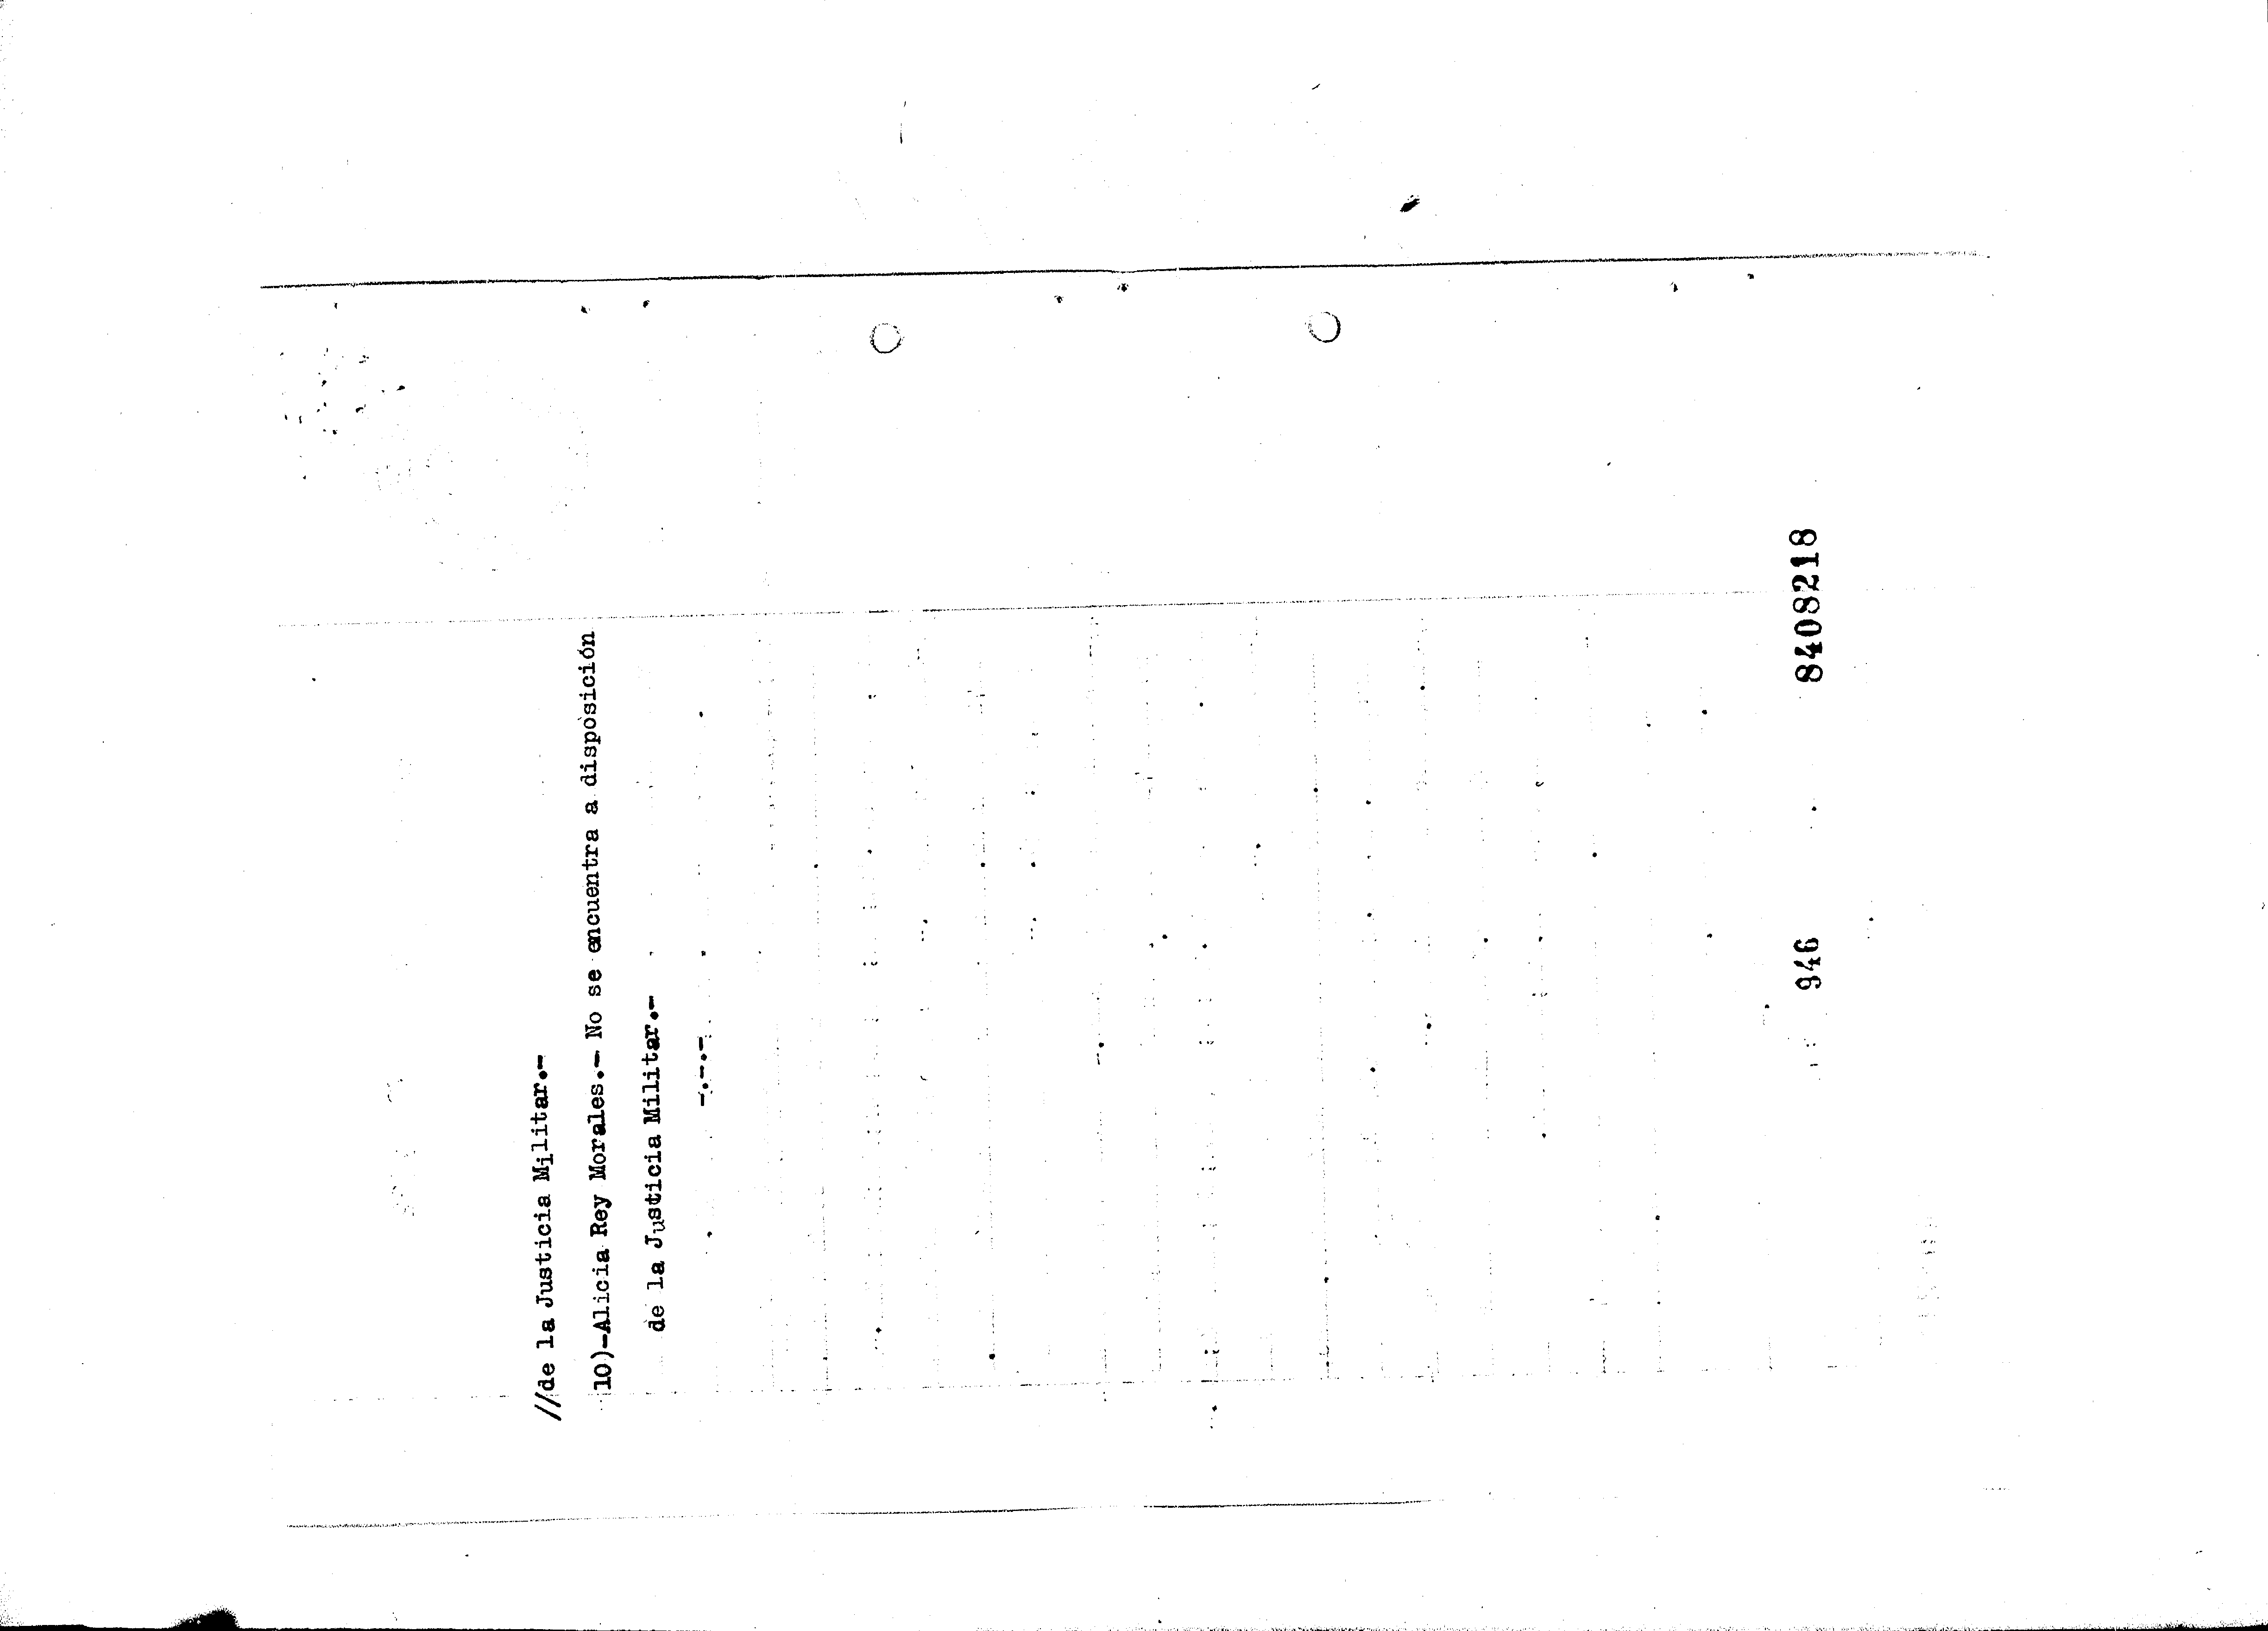 //de la Justicia Militar.-
10)-Alicia Rey Morales.- No se encuentra a disposición
de la Justicia Militar.-
-.-.-
946 8408218